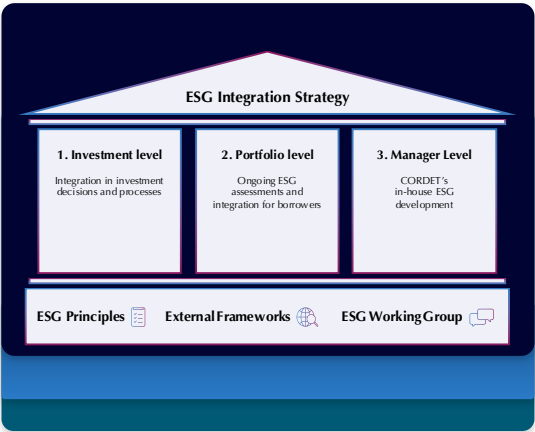 ESG Integration Strategy
1. Investment level
Integration in investment
decisions and processes
2. Portfolio level
Ongoing ESG
assessments and
integration for borrowers
3. Manager Level
CORDET's
in-house ESG
development
ESG Principles
External Frameworks
ESG Working Group